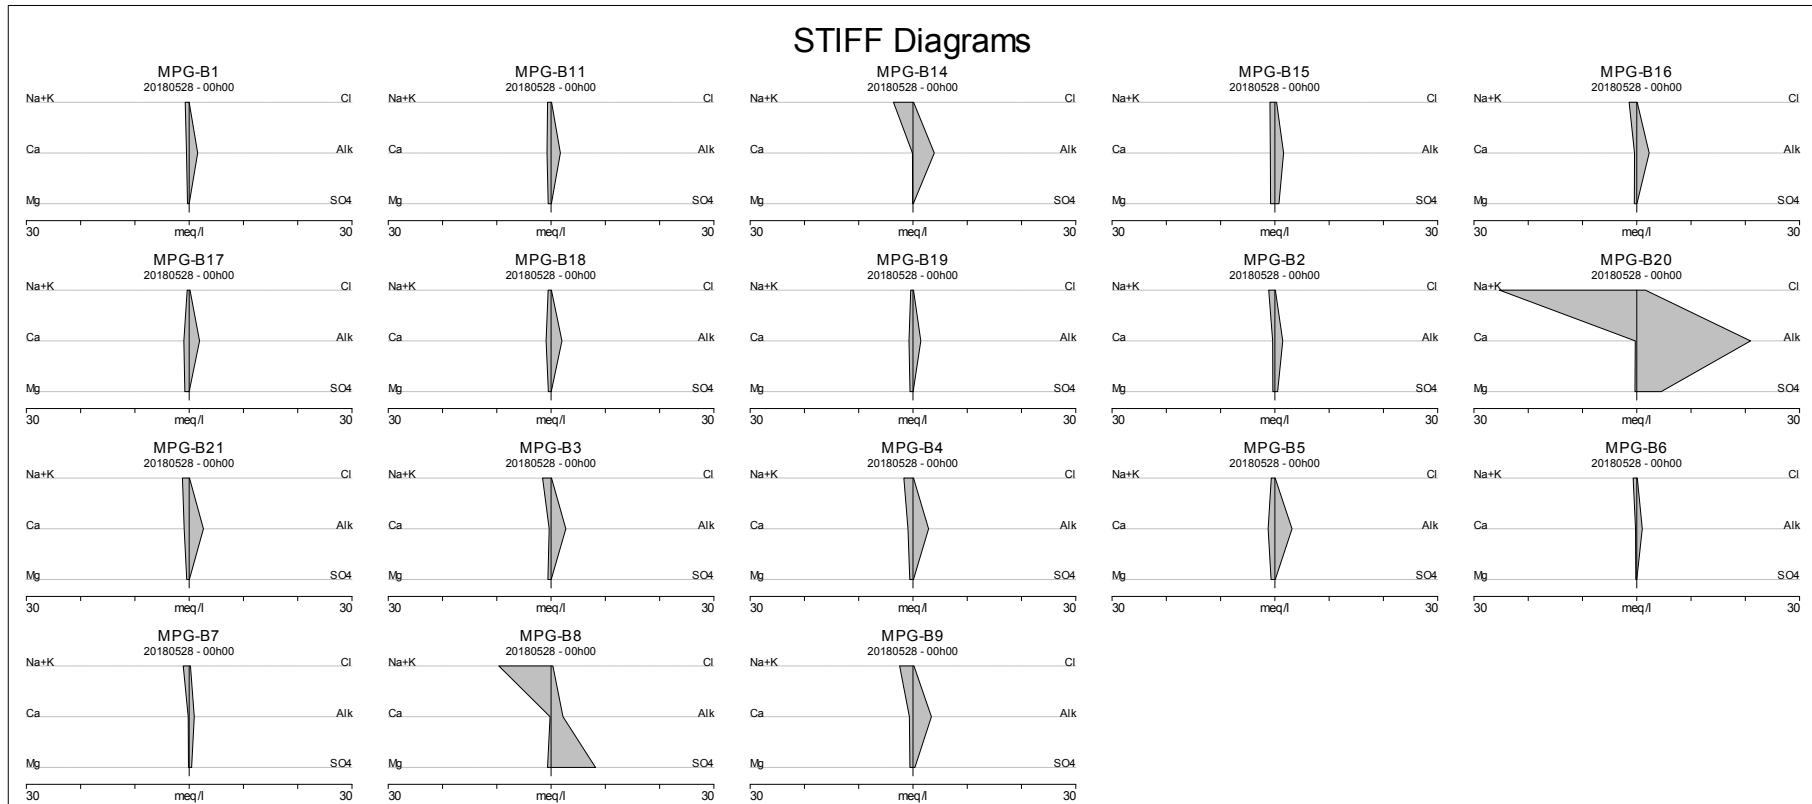 STIFF Diagrams
MPG-B1 MPG-B11 MPG-B14 MPG-B15 MPG-B16
20180528 - 00h00 20180528 - 00h00 20180528 - 00h00 20180528 - 00h00 20180528 - 00h00
Na+K Cl Na+K Cl Na+K Cl Na+K Cl Na+K Cl
Ca Alk Ca Alk Ca Alk Ca Alk Ca Alk
Mg SO4 Mg SO4 Mg SO4 Mg SO4 Mg SO4
30 meq/l 30 30 meq/l 30 30 meq/l 30 30 meq/l 30 30 meq/l 30
MPG-B17 MPG-B18 MPG-B19 MPG-B2 MPG-B20
20180528 - 00h00 20180528 - 00h00 20180528 - 00h00 20180528 - 00h00 20180528 - 00h00
Na+K Cl Na+K Cl Na+K Cl Na+K Cl Na+K Cl
Ca Alk Ca Alk Ca Alk Ca Alk Ca Alk
Mg SO4 Mg SO4 Mg SO4 Mg SO4 Mg SO4
30 meq/l 30 30 meq/l 30 30 meq/l 30 30 meq/l 30 30 meq/l 30
MPG-B21 MPG-B3 MPG-B4 MPG-B5 MPG-B6
20180528 - 00h00 20180528 - 00h00 20180528 - 00h00 20180528 - 00h00 20180528 - 00h00
Na+K Cl Na+K Cl Na+K Cl Na+K Cl Na+K Cl
Ca Alk Ca Alk Ca Alk Ca Alk Ca Alk
Mg SO4 Mg SO4 Mg SO4 Mg SO4 Mg SO4
30 meq/l 30 30 meq/l 30 30 meq/l 30 30 meq/l 30 30 meq/l 30
MPG-B7 MPG-B8 MPG-B9
20180528 - 00h00 20180528 - 00h00 20180528 - 00h00
Na+K Cl Na+K Cl Na+K Cl
Ca Alk Ca Alk Ca Alk
Mg SO4 Mg SO4 Mg SO4
30 meq/l 30 30 meq/l 30 30 meq/l 30